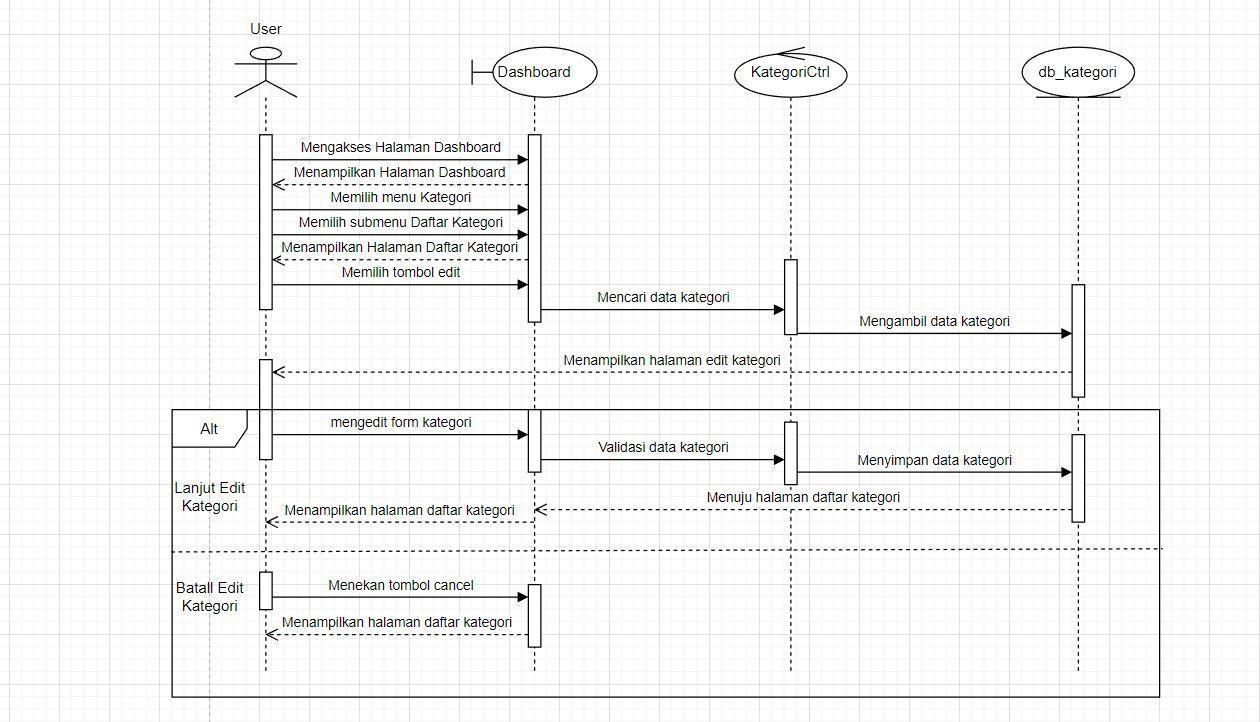 User
Dashboard
KategoriCtrl
db_kategori
Mengakses Halaman Dashboard
Menampilkan Halaman Dashboard
Memilih menu Kategori
Memilih submenu Daftar Kategori
Menampilkan Halaman Daftar Kategori
Memilih tombol edit
Mencari data kategori
Mengambil data kategori
Menampilkan halaman edit kategori
Alt
mengedit form kategori
Validasi data kategori
Menyimpan data kategori
Lanjut Edit
Kategori
Menuju halaman daftar kategori
Menampilkan halaman daftar kategori
Batall Edit
Kategori
Menekan tombol cancel
Menampilkan halaman daftar kategori